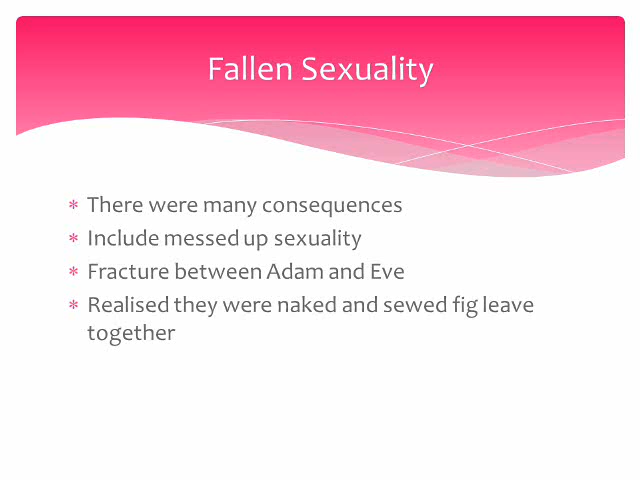 Fallen Sexuality
* There were many consequences
* Include messed up sexuality
* Fracture between Adam and Eve
* Realised they were naked and sewed fig leave
together